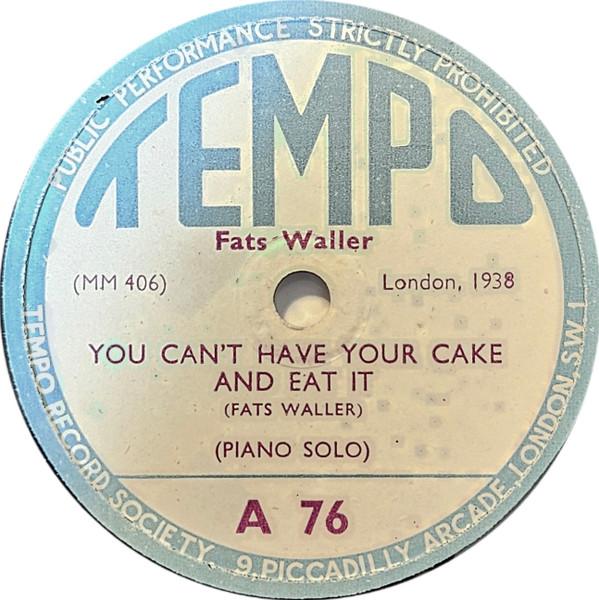 PUBLIC PERFORMANCE STRICTLY PROHIBITED
TEMPO
Fats Waller
(MM 406)
London, 1938
YOU CAN'T HAVE YOUR CAKE
AND EAT IT
(FATS WALLER)
(PIANO SOLO)
A 76
TEMPO RECORD SOCIETY 9, PICCADILLY ARCADE, LONDON, S.W.1